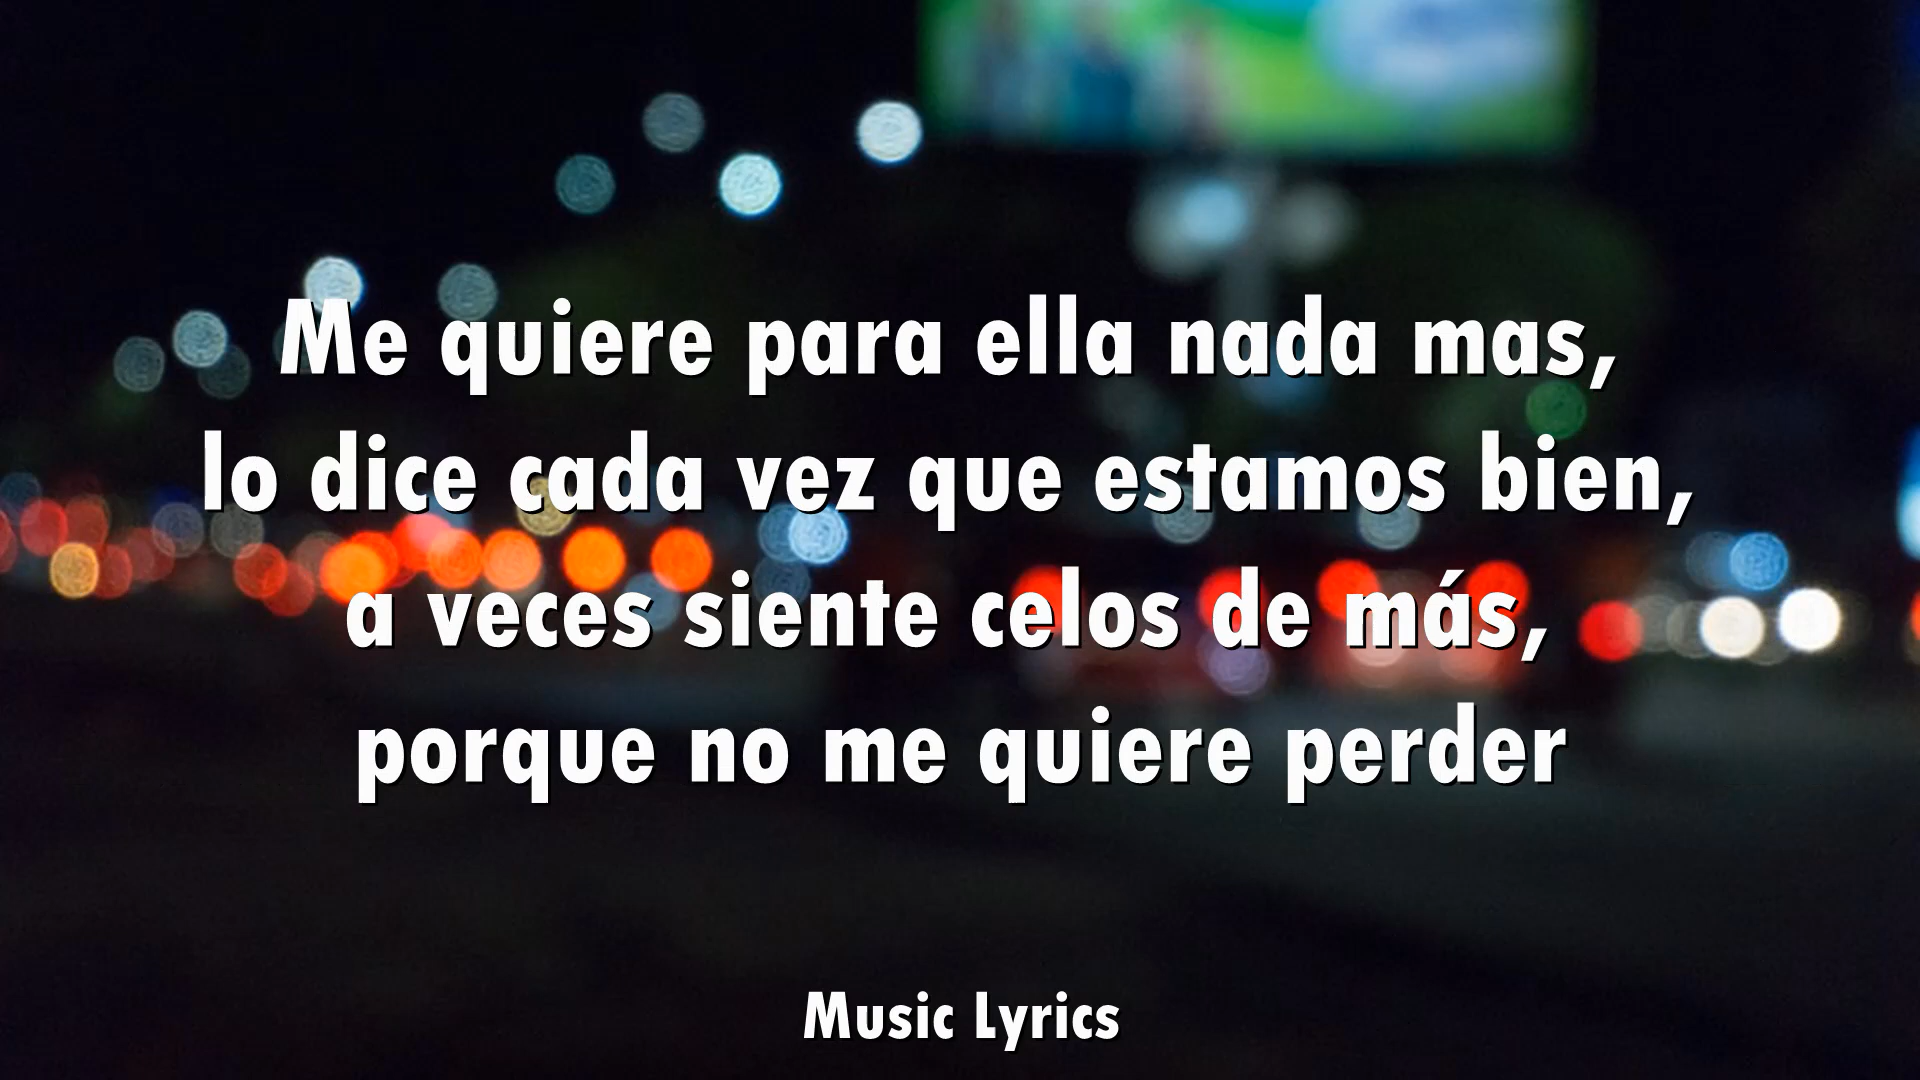 Me quiere para ella nada mas,
lo dice cada vez que estamos bien,
a veces siente celos de más,
porque no me quiere perder
Music Lyrics